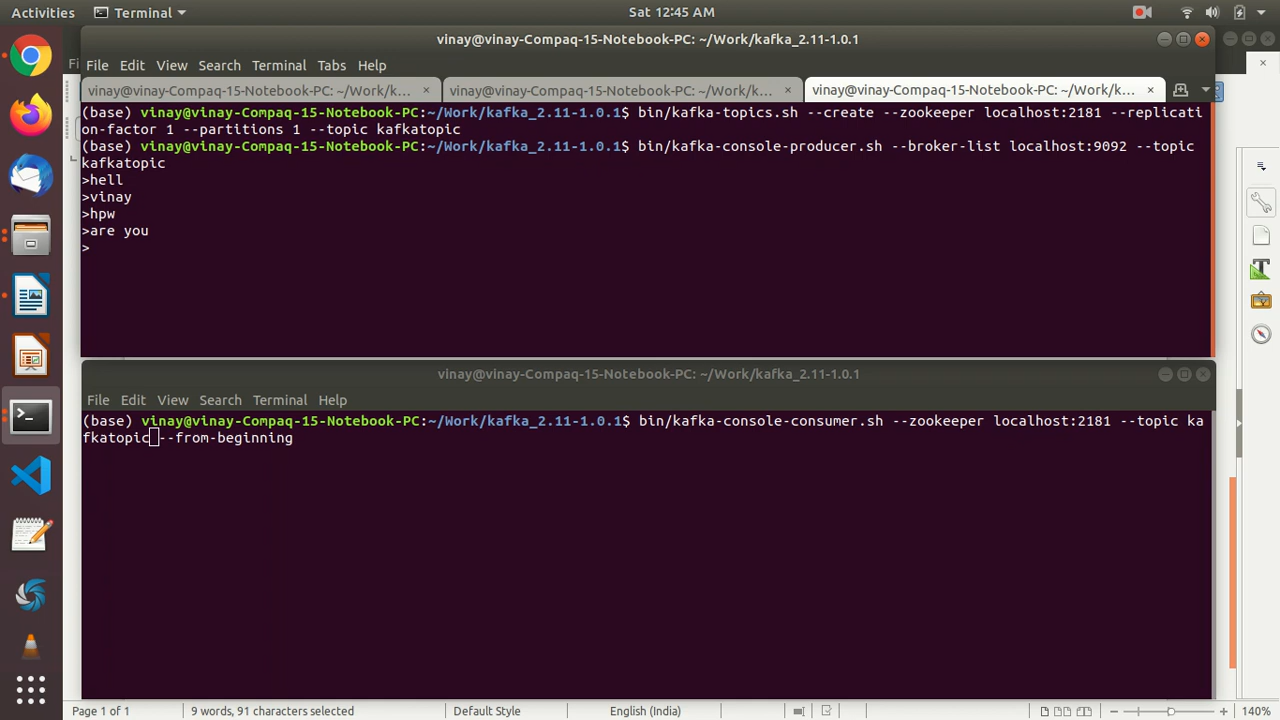 Activities Terminal Sat 12:45 AM
vinay@vinay-Compaq-15-Notebook-PC: ~/Work/kafka_2.11-1.0.1
Fi
File Edit View Search Terminal Tabs Help
vinay@vinay-Compaq-15-Notebook-PC: ~/Work/k... vinay@vinay-Compaq-15-Notebook-PC: ~/Work/k... vinay@vinay-Compaq-15-Notebook-PC: ~/Work/k...
(base) vinay@vinay-Compaq-15-Notebook-PC:~/Work/kafka_2.11-1.0.1$ bin/kafka-topics.sh --create --zookeeper localhost:2181 --replicati
on-factor 1 --partitions 1 --topic kafkatopic
(base) vinay@vinay-Compaq-15-Notebook-PC:~/Work/kafka_2.11-1.0.1$ bin/kafka-console-producer.sh --broker-list localhost:9092 --topic
kafkatopic
>hell
>vinay
>hpw
>are you
>
vinay@vinay-Compaq-15-Notebook-PC: ~/Work/kafka_2.11-1.0.1
File Edit View Search Terminal Help
(base) vinay@vinay-Compaq-15-Notebook-PC:~/Work/kafka_2.11-1.0.1$ bin/kafka-console-consumer.sh --zookeeper localhost:2181 --topic ka
fkatopic --from-beginning
Page 1 of 1 9 words, 91 characters selected Default Style English (India) 140%